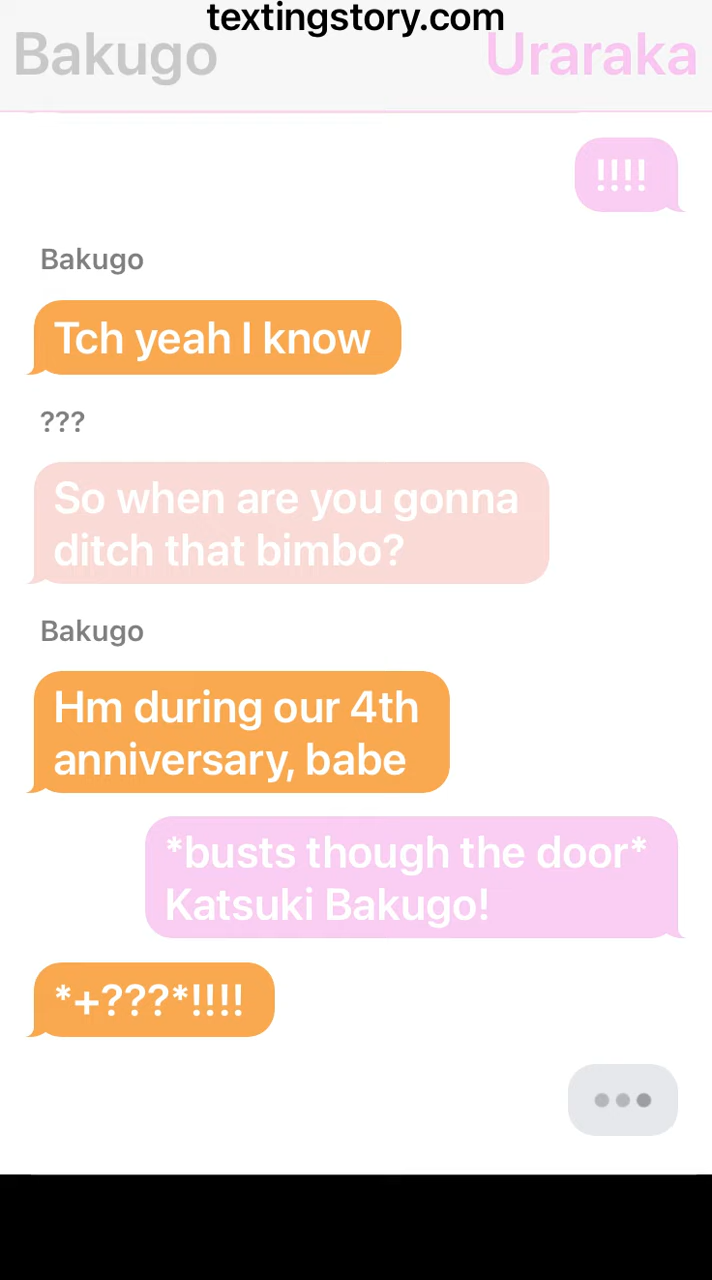 textingstory.com
Bakugo Uraraka
!!!!
Bakugo
Tch yeah I know
???
So when are you gonna
ditch that bimbo?
Bakugo
Hm during our 4th
anniversary, babe
*busts though the door*
Katsuki Bakugo!
*+???*!!!!